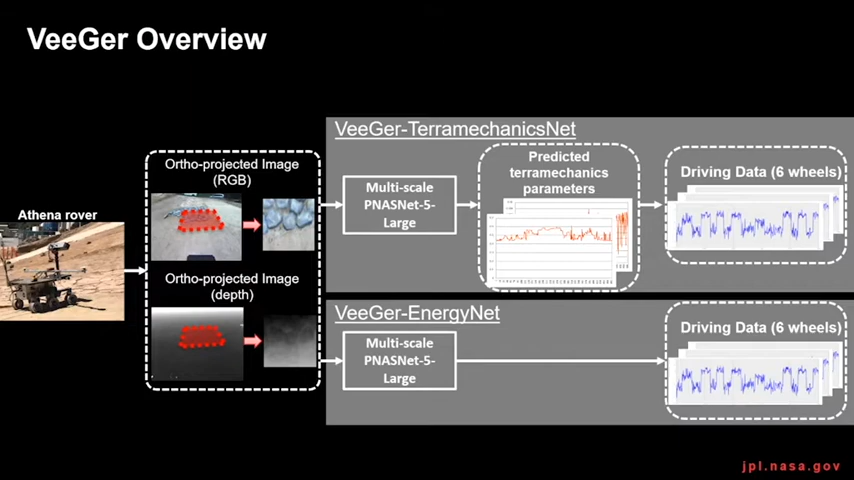 VeeGer Overview
Athena rover
Ortho-projected Image
(RGB)
Ortho-projected Image
(depth)
VeeGer-TerramechanicsNet
Multi-scale
PNASNet-5-
Large
Predicted
terramechanics
parameters
Driving Data (6 wheels)
VeeGer-EnergyNet
Multi-scale
PNASNet-5-
Large
Driving Data (6 wheels)
jpl.nasa.gov